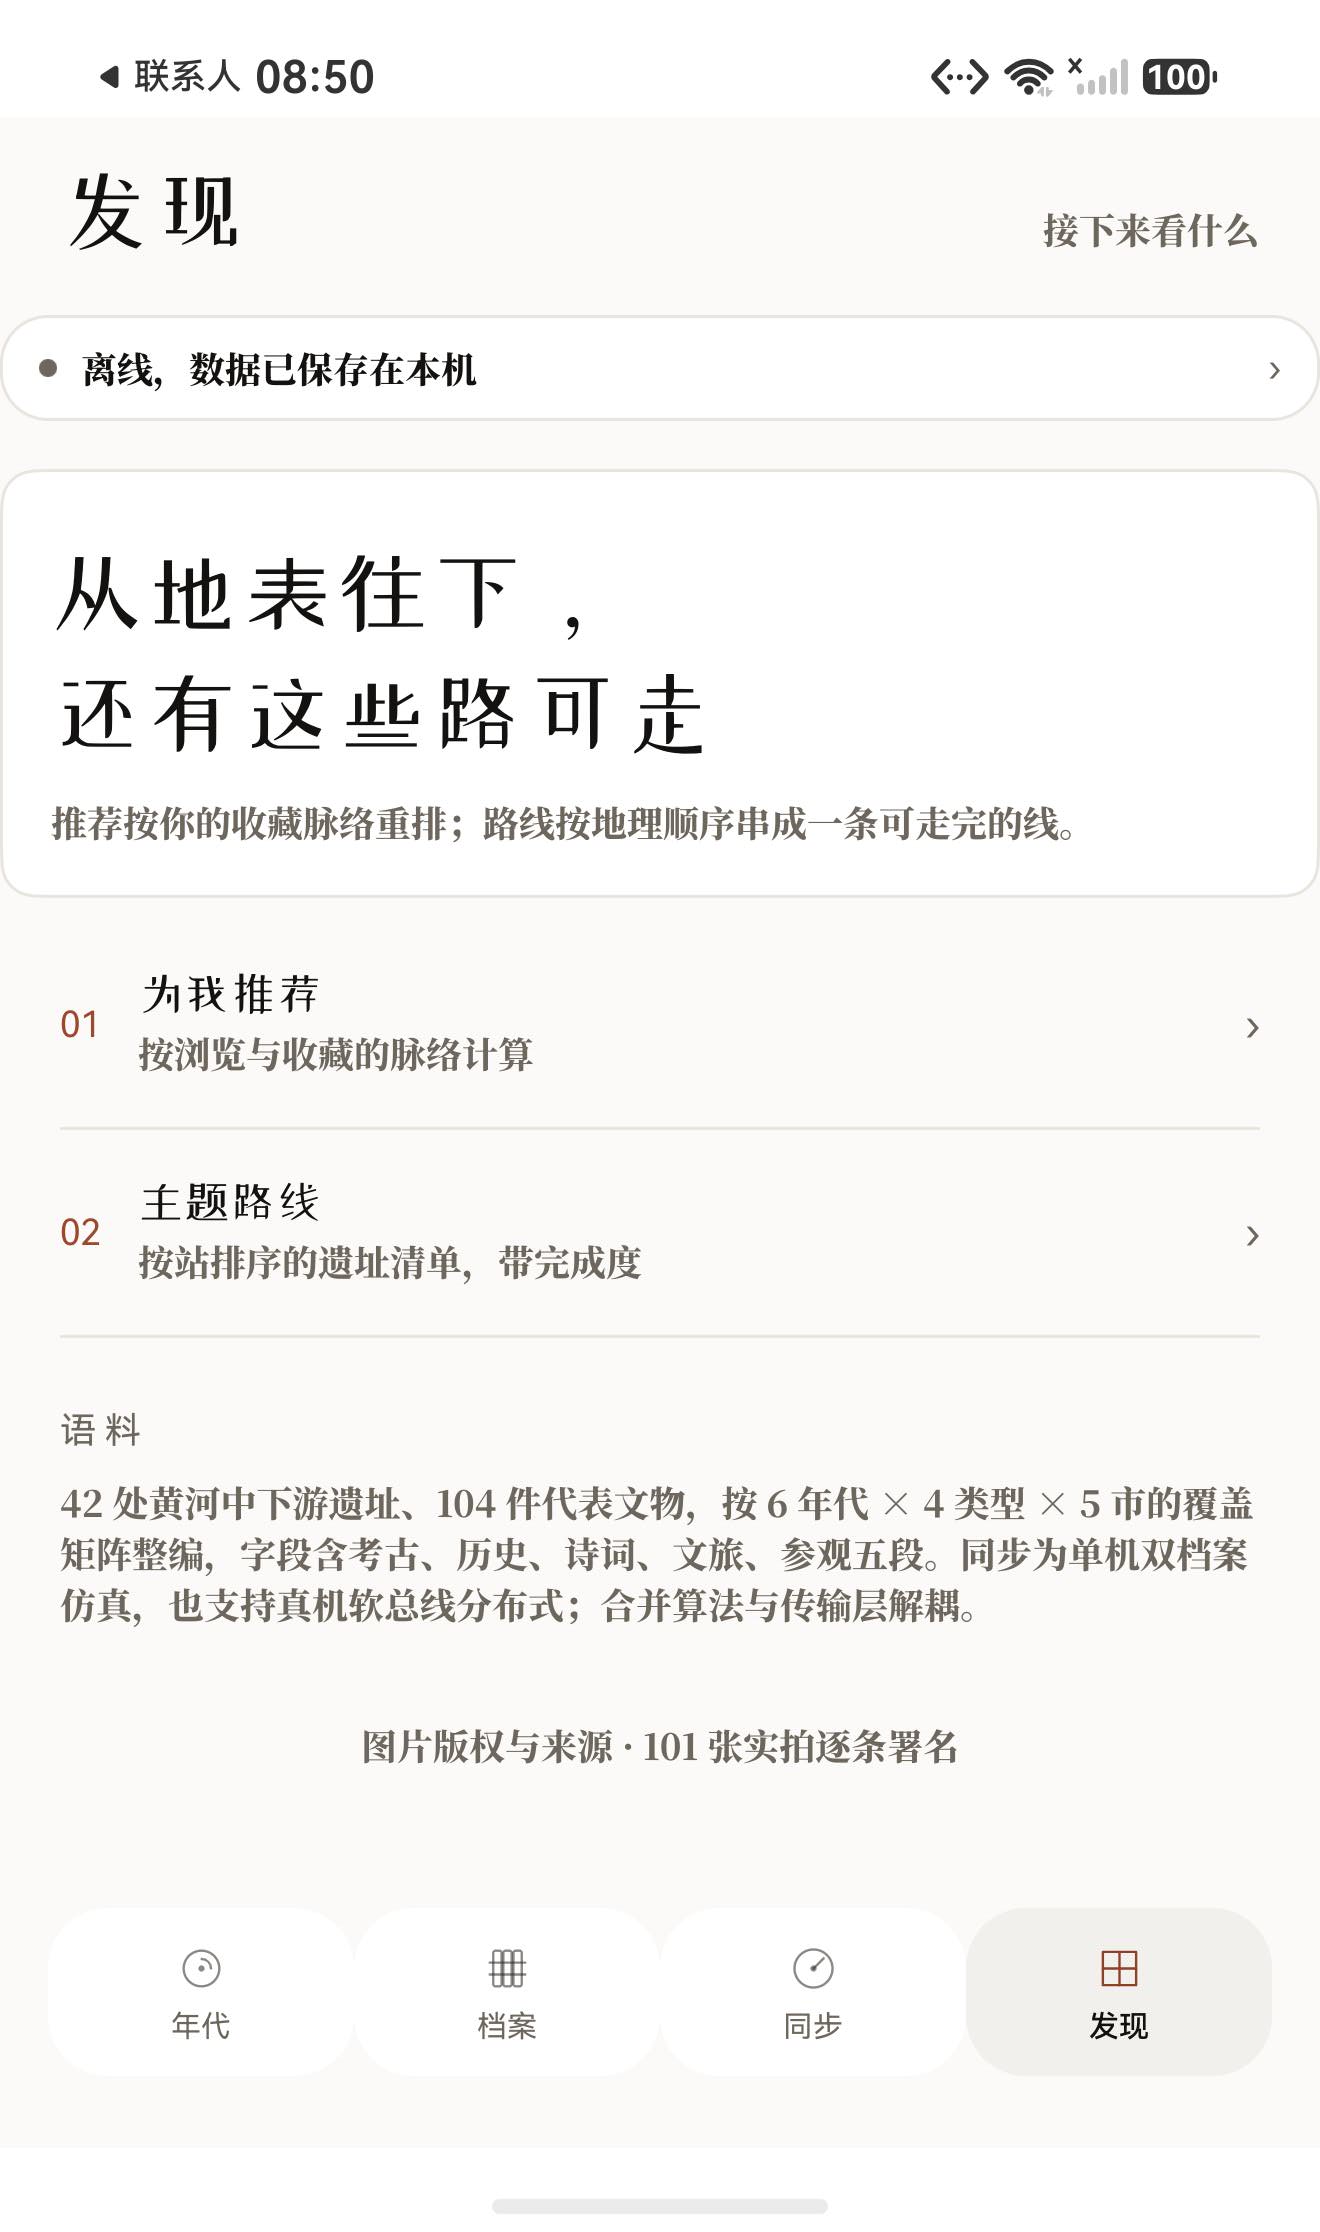 联系人 08:50
100
发现
接下来看什么
离线，数据已保存在本机
从地表往下，
还有这些路可走
推荐按你的收藏脉络重排；路线按地理顺序串成一条可走完的线。
01
为我推荐
按浏览与收藏的脉络计算
02
主题路线
按站排序的遗址清单，带完成度
语料
42 处黄河中下游遗址、104 件代表文物，按 6 年代 × 4 类型 × 5 市的覆盖
矩阵整编，字段含考古、历史、诗词、文旅、参观五段。同步为单机双档案
仿真，也支持真机软总线分布式；合并算法与传输层解耦。
图片版权与来源 · 101 张实拍逐条署名
年代
档案
同步
发现